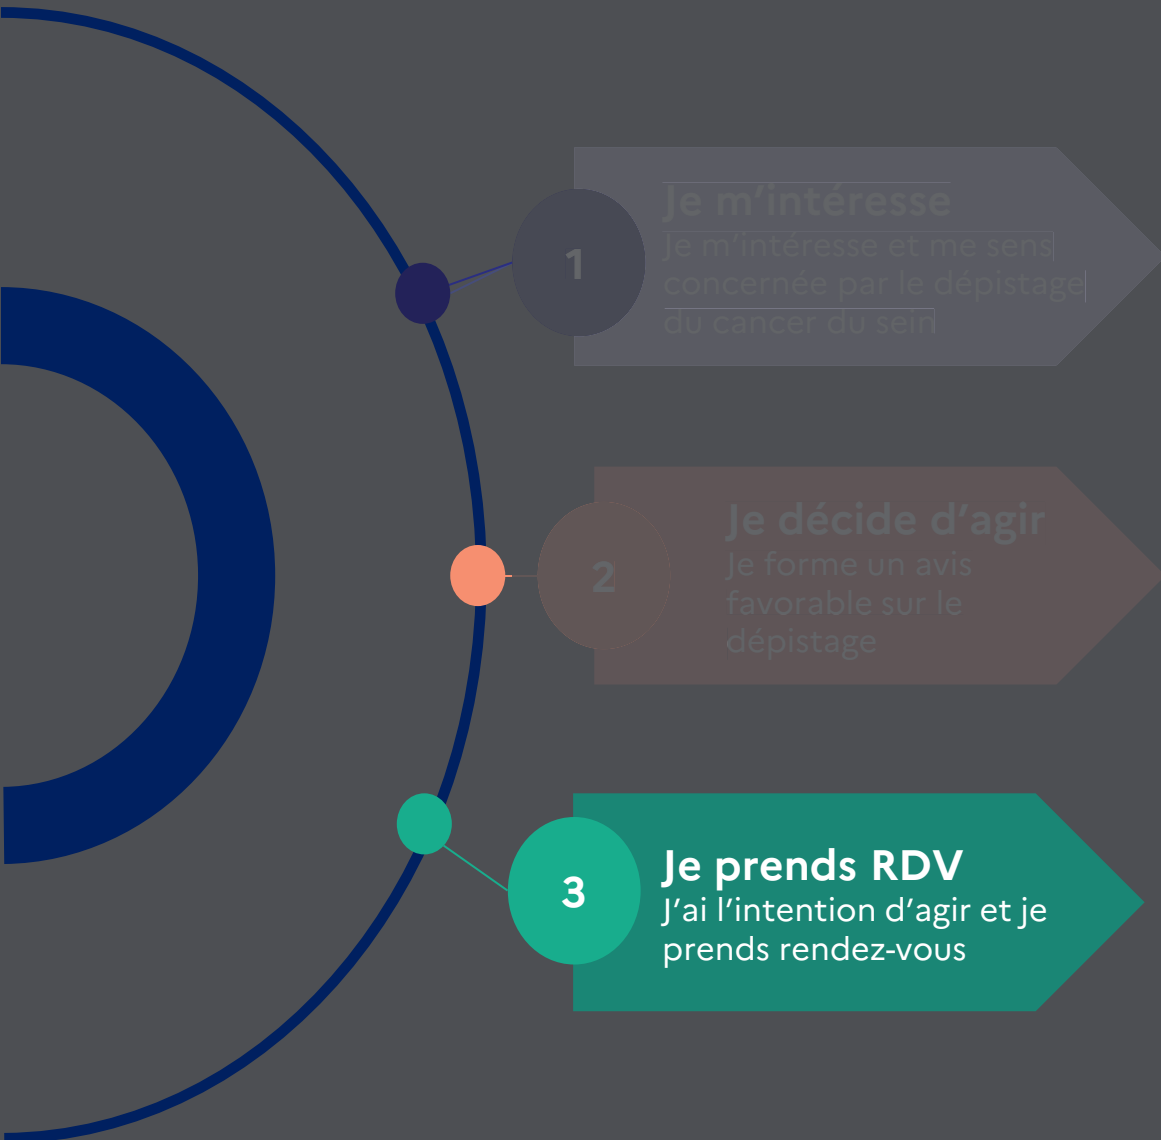 1
Je m’intéresse
Je m’intéresse et me sens
concernée par le dépistage
du cancer du sein
2
Je décide d’agir
Je forme un avis
favorable sur le
dépistage
3
Je prends RDV
J’ai l’intention d’agir et je
prends rendez-vous